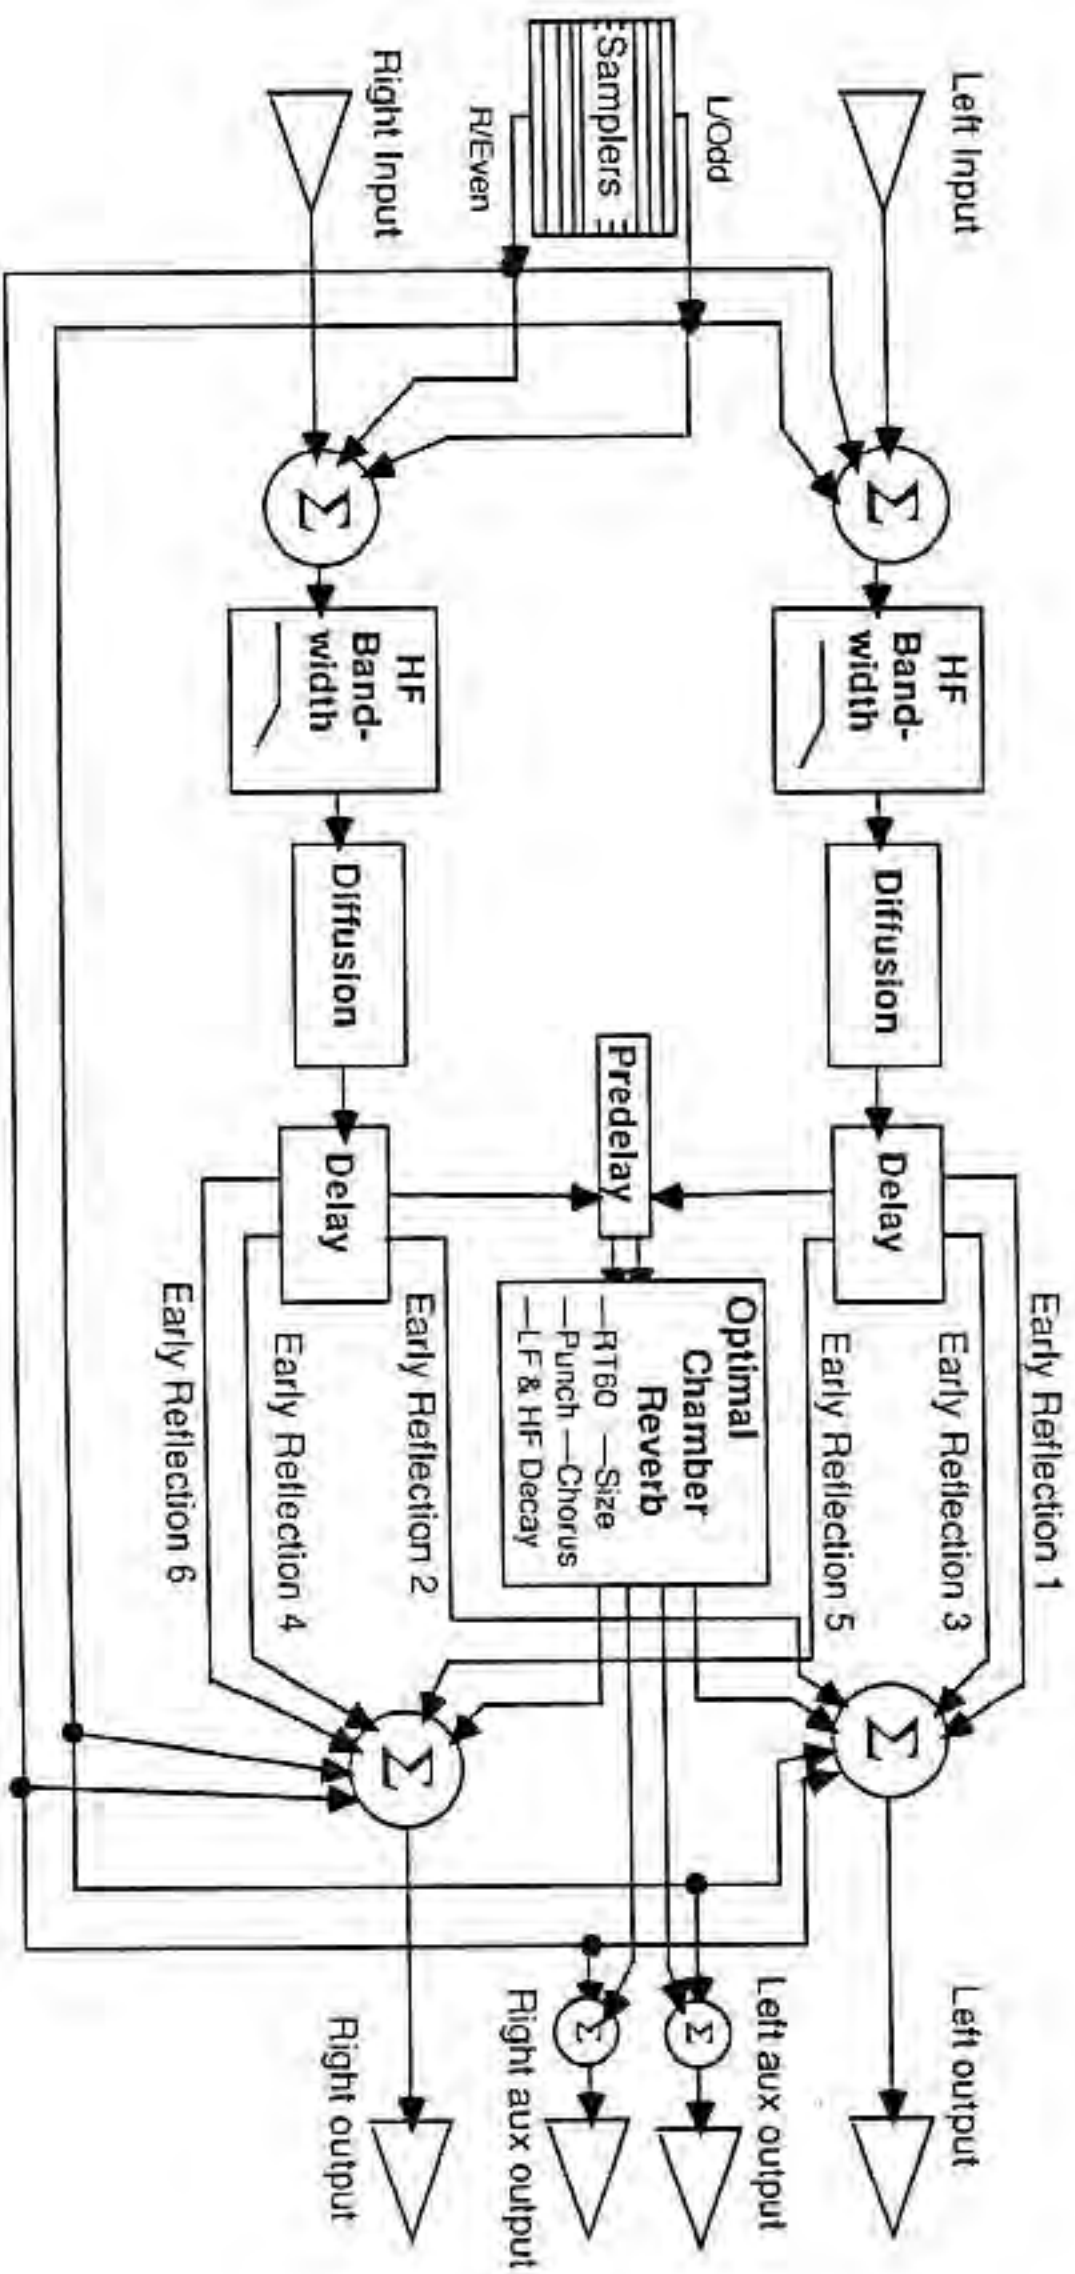 Left Input
L/Odd
Samplers
R/Even
Right Input
Σ
Σ
HF
Band-
width
HF
Band-
width
Diffusion
Diffusion
Delay
Predelay
Delay
Early Reflection 1
Early Reflection 3
Early Reflection 5
Optimal
Chamber
Reverb
—RT60 —Size
—Punch —Chorus
—LF & HF Decay
Early Reflection 2
Early Reflection 4
Early Reflection 6
Σ
Σ
Σ
Σ
Left output
Left aux output
Right aux output
Right output